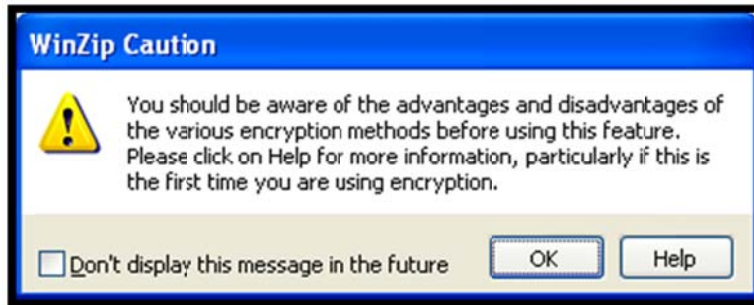 WinZip Caution
You should be aware of the advantages and disadvantages of
the various encryption methods before using this feature.
Please click on Help for more information, particularly if this is
the first time you are using encryption.
Don't display this message in the future
OK
Help